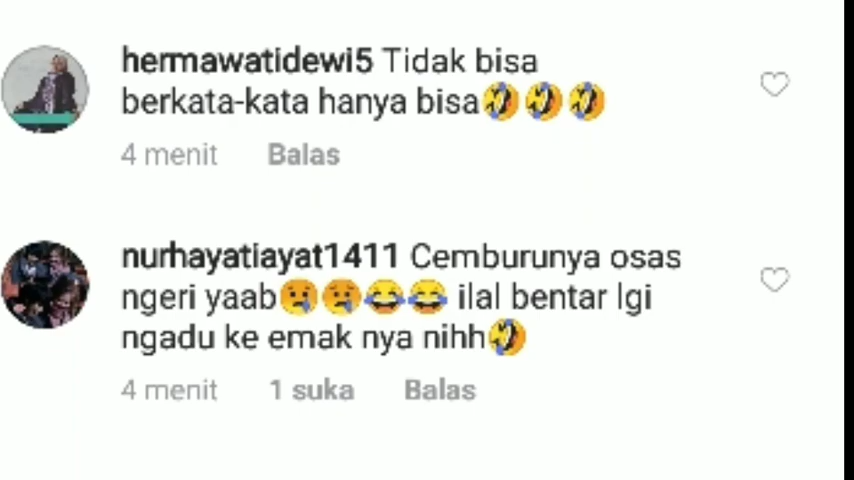 hermawatidewi5 Tidak bisa
berkata-kata hanya bisa🤣🤣🤣
4 menit Balas
nurhayatiayat1411 Cemburunya osas
ngeri yaab😢😢😂😂 ilal bentar lgi
ngadu ke emak nya nihh🤣
4 menit 1 suka Balas